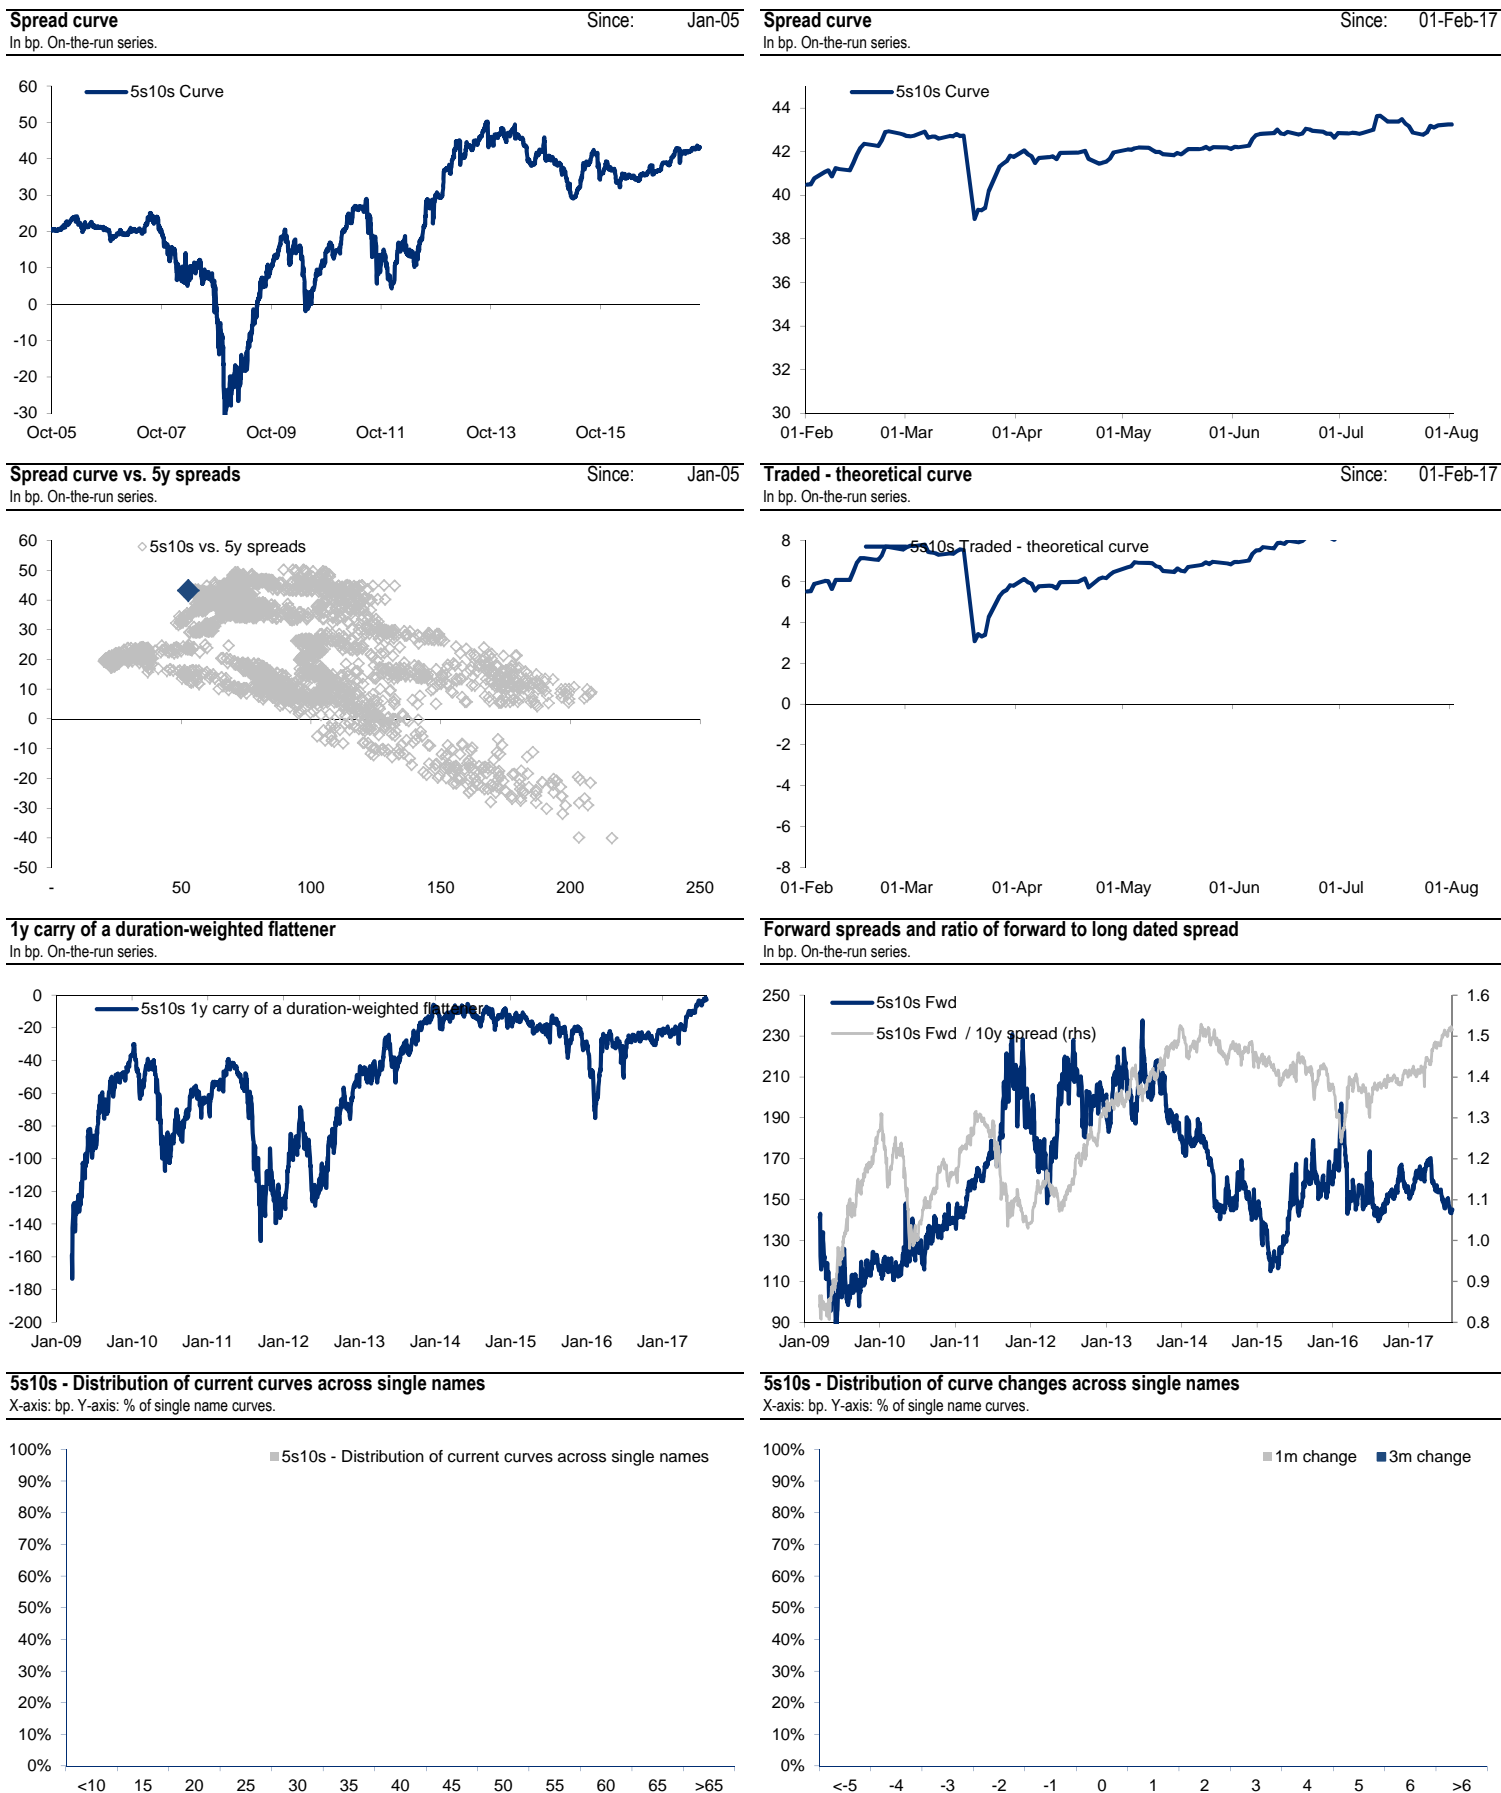 Spread curve Since: Jan-05
In bp. On-the-run series.
5s10s Curve
60
50
40
30
20
10
0
-10
-20
-30
Oct-05 Oct-07 Oct-09 Oct-11 Oct-13 Oct-15
Spread curve Since: 01-Feb-17
In bp. On-the-run series.
5s10s Curve
44
42
40
38
36
34
32
30
01-Feb 01-Mar 01-Apr 01-May 01-Jun 01-Jul 01-Aug
Spread curve vs. 5y spreads Since: Jan-05
In bp. On-the-run series.
5s10s vs. 5y spreads
60
50
40
30
20
10
0
-10
-20
-30
-40
-50
- 50 100 150 200 250
Traded - theoretical curve Since: 01-Feb-17
In bp. On-the-run series.
5s10s Traded - theoretical curve
8
6
4
2
0
-2
-4
-6
-8
01-Feb 01-Mar 01-Apr 01-May 01-Jun 01-Jul 01-Aug
1y carry of a duration-weighted flattener
In bp. On-the-run series.
5s10s 1y carry of a duration-weighted flattener
0
-20
-40
-60
-80
-100
-120
-140
-160
-180
-200
Jan-09 Jan-10 Jan-11 Jan-12 Jan-13 Jan-14 Jan-15 Jan-16 Jan-17
Forward spreads and ratio of forward to long dated spread
In bp. On-the-run series.
5s10s Fwd
5s10s Fwd / 10y spread (rhs)
250
230
210
190
170
150
130
110
90
1.6
1.5
1.4
1.3
1.2
1.1
1.0
0.9
0.8
Jan-09 Jan-10 Jan-11 Jan-12 Jan-13 Jan-14 Jan-15 Jan-16 Jan-17
5s10s - Distribution of current curves across single names
X-axis: bp. Y-axis: % of single name curves.
5s10s - Distribution of current curves across single names
100%
90%
80%
70%
60%
50%
40%
30%
20%
10%
0%
<10 15 20 25 30 35 40 45 50 55 60 65 >65
5s10s - Distribution of curve changes across single names
X-axis: bp. Y-axis: % of single name curves.
1m change 3m change
100%
90%
80%
70%
60%
50%
40%
30%
20%
10%
0%
<-5 -4 -3 -2 -1 0 1 2 3 4 5 6 >6